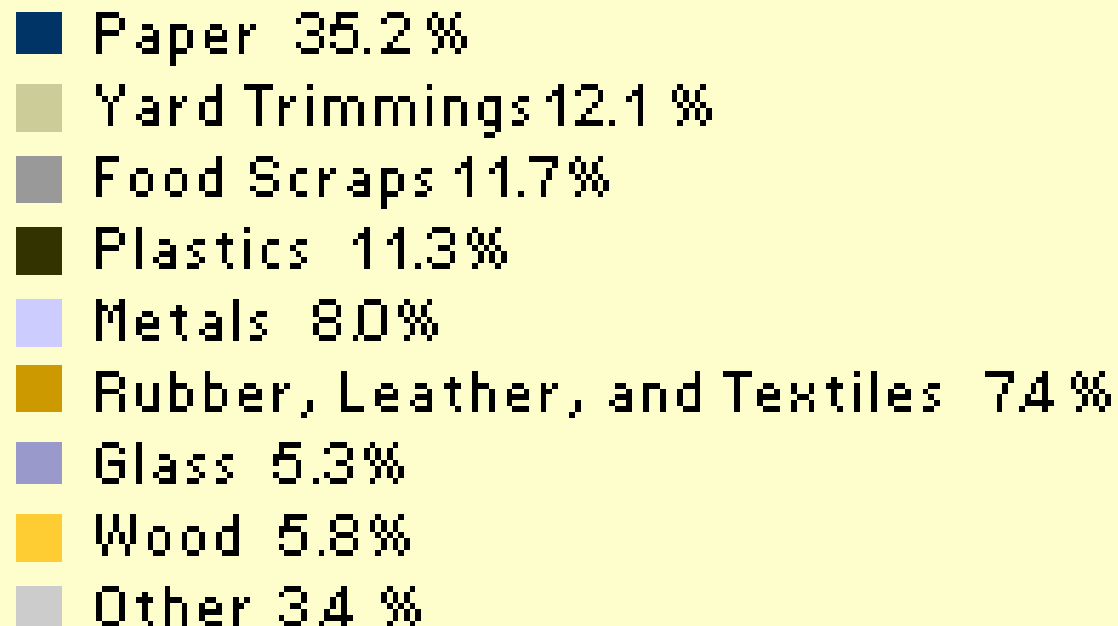 Paper 35.2%
Yard Trimmings 12.1 %
Food Scraps 11.7%
Plastics 11.3%
Metals 8.0%
Rubber, Leather, and Textiles 7.4 %
Glass 5.3%
Wood 5.8%
Other 3.4 %